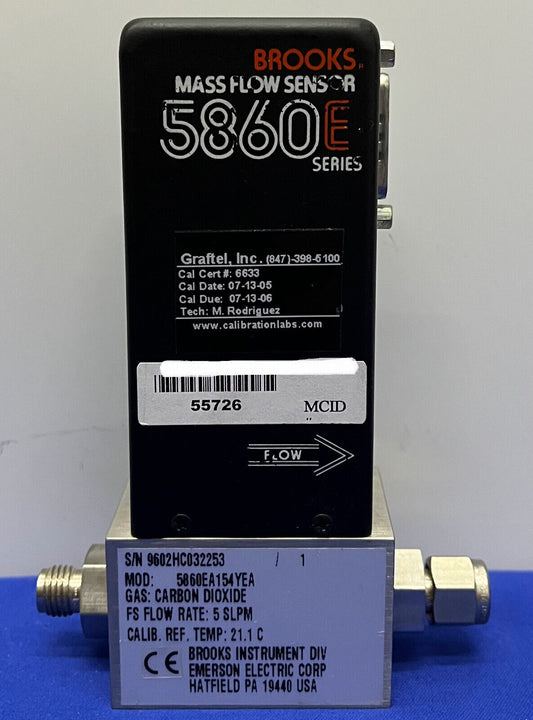 BROOKS
MASS FLOW SENSOR
5860E
SERIES
Graftel, Inc. (847)-398-5100
Cal Cert #: 6633
Cal Date: 07-13-05
Cal Due: 07-13-06
Tech: M. Rodriguez
www.calibrationlabs.com
55726 MCID
FLOW
S/N 9602HC032253 / 1
MOD: 5860EA154YEA
GAS: CARBON DIOXIDE
FS FLOW RATE: 5 SLPM
CALIB. REF. TEMP: 21.1 C
CE BROOKS INSTRUMENT DIV
EMERSON ELECTRIC CORP
HATFIELD PA 19440 USA